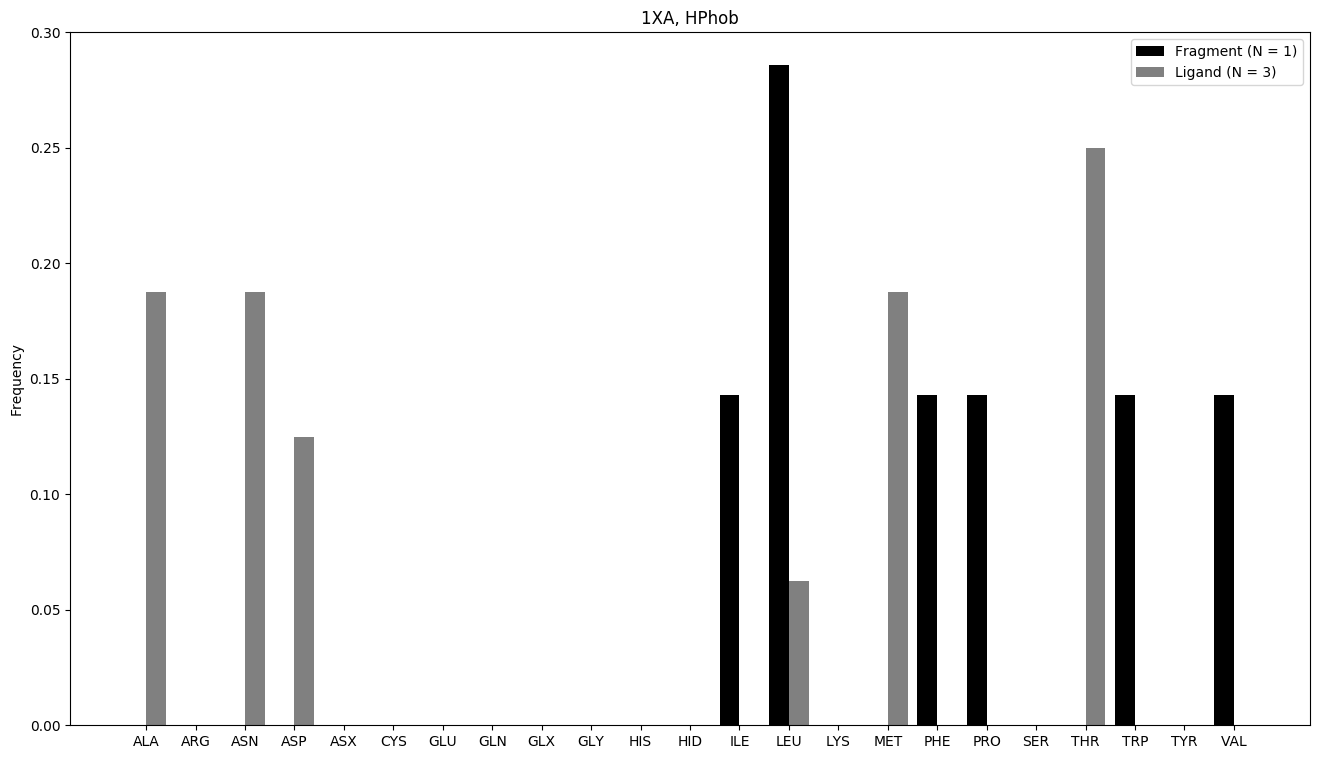 1XA, HPhob
Fragment (N = 1)
Ligand (N = 3)
Frequency
0.30
0.25
0.20
0.15
0.10
0.05
0.00
ALA ARG ASN ASP ASX CYS GLU GLN GLX GLY HIS HID ILE LEU LYS MET PHE PRO SER THR TRP TYR VAL